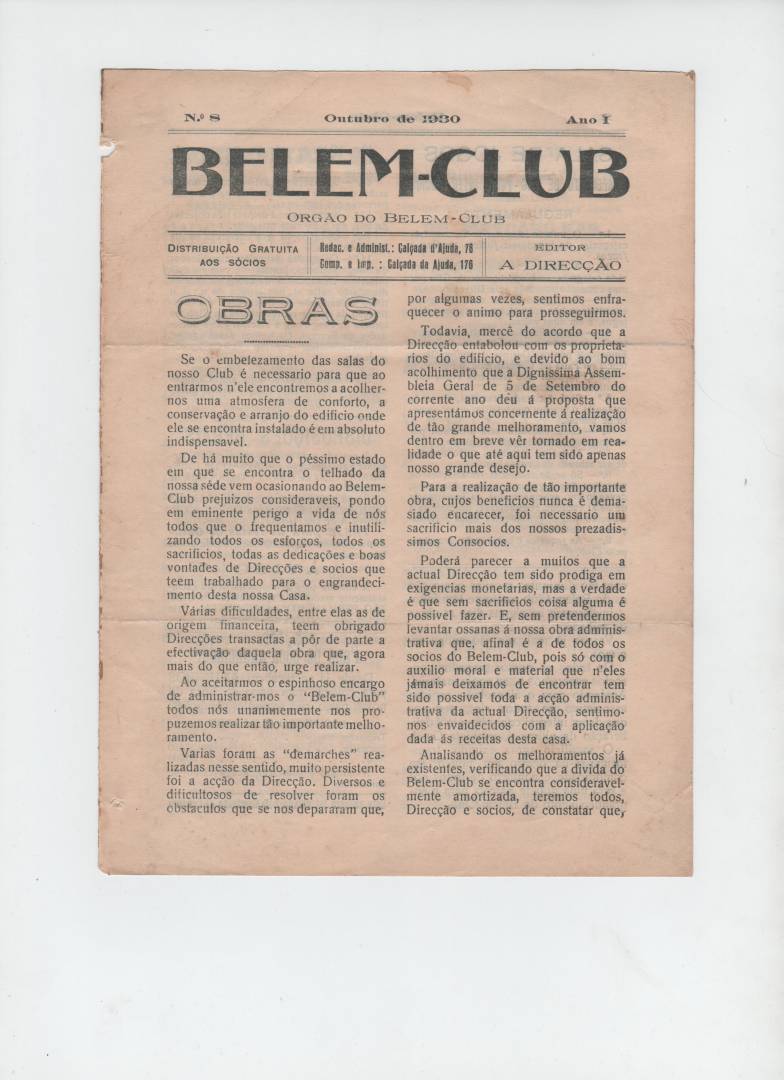 N.º 8 Outubro de 1930 Ano I
BELEM-CLUB
ORGÃO DO BELEM-CLUB
DISTRIBUIÇÃO GRATUITA
AOS SÓCIOS
Redac. e Administ.: Calçada d'Ajuda, 76
Comp. e Imp. : Calçada da Ajuda, 176
EDITOR
A DIRECÇÃO
OBRAS
Se o embelezamento das salas do
nosso Club é necessario para que ao
entrarmos n'ele encontremos a acolher-
nos uma atmosfera de conforto, a
conservação e arranjo do edificio onde
ele se encontra instalado é em absoluto
indispensavel.
De há muito que o péssimo estado
em que se encontra o telhado da
nossa séde vem ocasionando ao Belem-
Club prejuizos consideraveis, pondo
em eminente perigo a vida de nós
todos que o frequentamos e inutili-
zando todos os esforços, todos os
sacrificios, todas as dedicações e boas
vontades de Direcções e socios que
teem trabalhado para o engrandeci-
mento desta nossa Casa.
Várias dificuldades, entre elas as de
origem financeira, teem obrigado
Direcções transactas a pôr de parte a
efectivação daquela obra que, agora
mais do que então, urge realizar.
Ao aceitarmos o espinhoso encargo
de administrar-mos o "Belem-Club"
todos nós unanimemente nos pro-
puzemos realizar tão importante melho-
ramento.
Varias foram as "demarches" rea-
lizadas nesse sentido, muito persistente
foi a acção da Direcção. Diversos e
dificultosos de resolver foram os
obstaculos que se nos depararam que,
por algumas vezes, sentimos enfra-
quecer o animo para prosseguirmos.
Todavia, mercê do acordo que a
Direcção entabolou com os proprieta-
rios do edificio, e devido ao bom
acolhimento que a Dignissima Assem-
bleia Geral de 5 de Setembro do
corrente ano deu á proposta que
apresentámos concernente á realização
de tão grande melhoramento, vamos
dentro em breve vêr tornado em rea-
lidade o que até aqui tem sido apenas
nosso grande desejo.
Para a realização de tão importante
obra, cujos beneficios nunca é dema-
siado encarecer, foi necessario um
sacrificio mais dos nossos prezadis-
simos Consocios.
Poderá parecer a muitos que a
actual Direcção tem sido prodiga em
exigencias monetarias, mas a verdade
é que sem sacrificios coisa alguma é
possivel fazer. E, sem pretendermos
levantar ossanas á nossa obra adminis-
trativa que, afinal é a de todos os
socios do Belem-Club, pois só com o
auxilio moral e material que n'eles
jámais deixamos de encontrar tem
sido possivel toda a acção adminis-
trativa da actual Direcção, sentimo-
nos envaidecidos com a aplicação
dada ás receitas desta casa.
Analisando os melhoramentos já
existentes, verificando que a divida do
Belem-Club se encontra consideravel-
mente amortizada, teremos todos,
Direcção e socios, de constatar que,